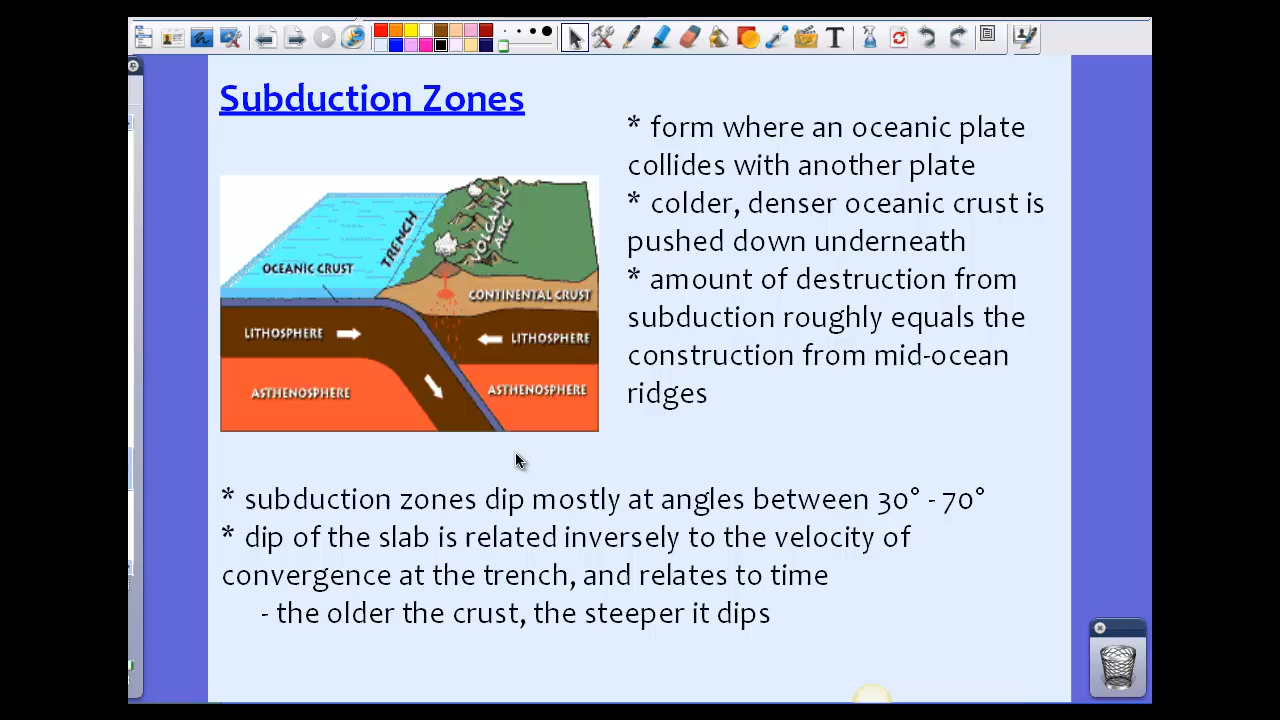 Subduction Zones
* form where an oceanic plate
collides with another plate
* colder, denser oceanic crust is
pushed down underneath
* amount of destruction from
subduction roughly equals the
construction from mid-ocean
ridges
TRENCH
VOLCANIC
ARC
OCEANIC CRUST
CONTINENTAL CRUST
LITHOSPHERE
LITHOSPHERE
ASTHENOSPHERE
ASTHENOSPHERE
* subduction zones dip mostly at angles between 30° - 70°
* dip of the slab is related inversely to the velocity of
convergence at the trench, and relates to time
- the older the crust, the steeper it dips